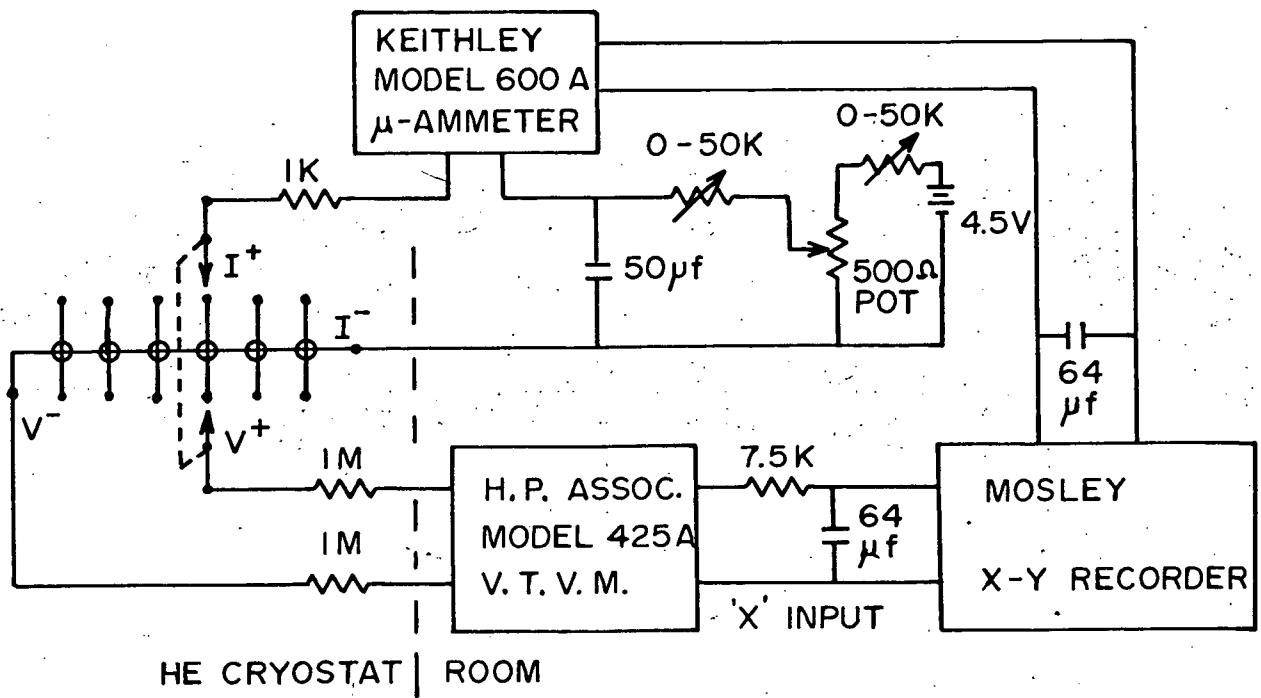 KEITHLEY
MODEL 600 A
μ-AMMETER
1K
0-50K
0-50K
4.5V
I⁺
50μf
500Ω
POT
I⁻
64
μf
V⁻
V⁺
1M
H.P. ASSOC.
MODEL 425A
V.T.V.M.
7.5K
64
μf
MOSLEY
X-Y RECORDER
1M
'X' INPUT
HE CRYOSTAT
ROOM